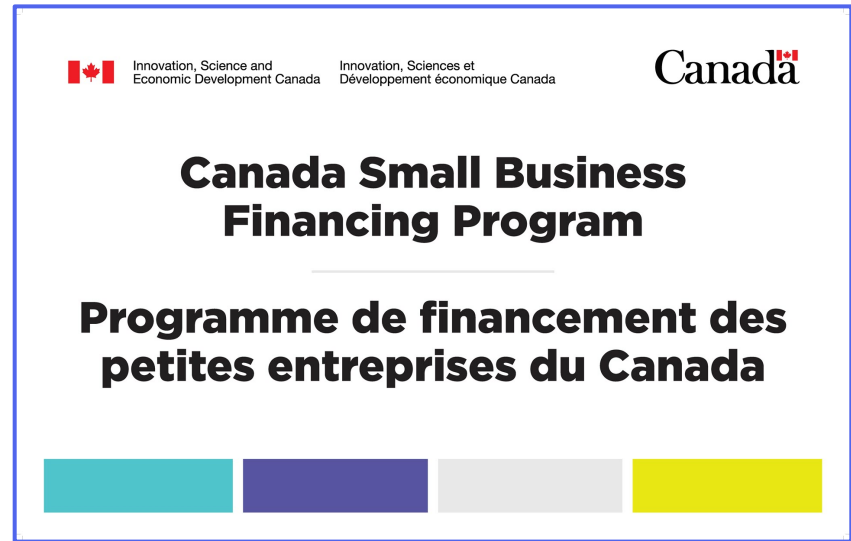 Innovation, Science and
Economic Development Canada
Innovation, Sciences et
Développement économique Canada
Canada
Canada Small Business
Financing Program
Programme de financement des
petites entreprises du Canada